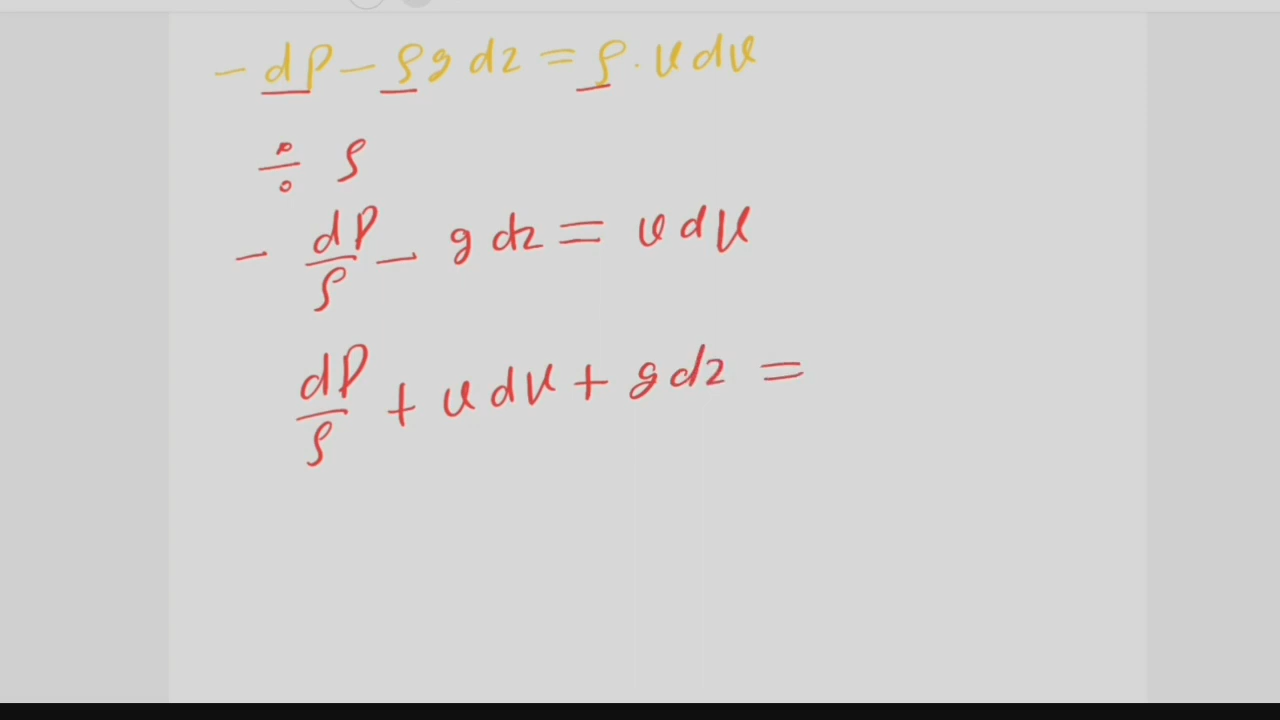 - dP - ρg dz = ρ. v dv
÷ ρ
- dP/ρ - g dz = v dv
dP/ρ + v dv + g dz =